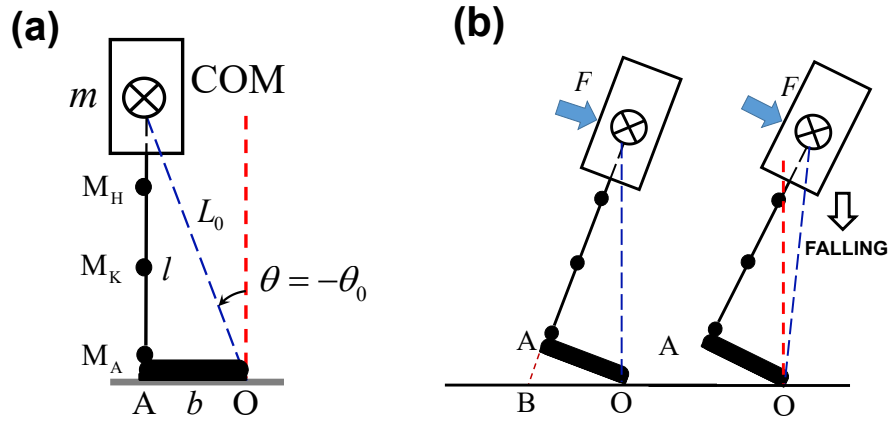 (a)
COM
m
M_H
L_0
M_K
l
θ = −θ_0
M_A
A
b
O
(b)
F
A
B
O
F
FALLING
A
O